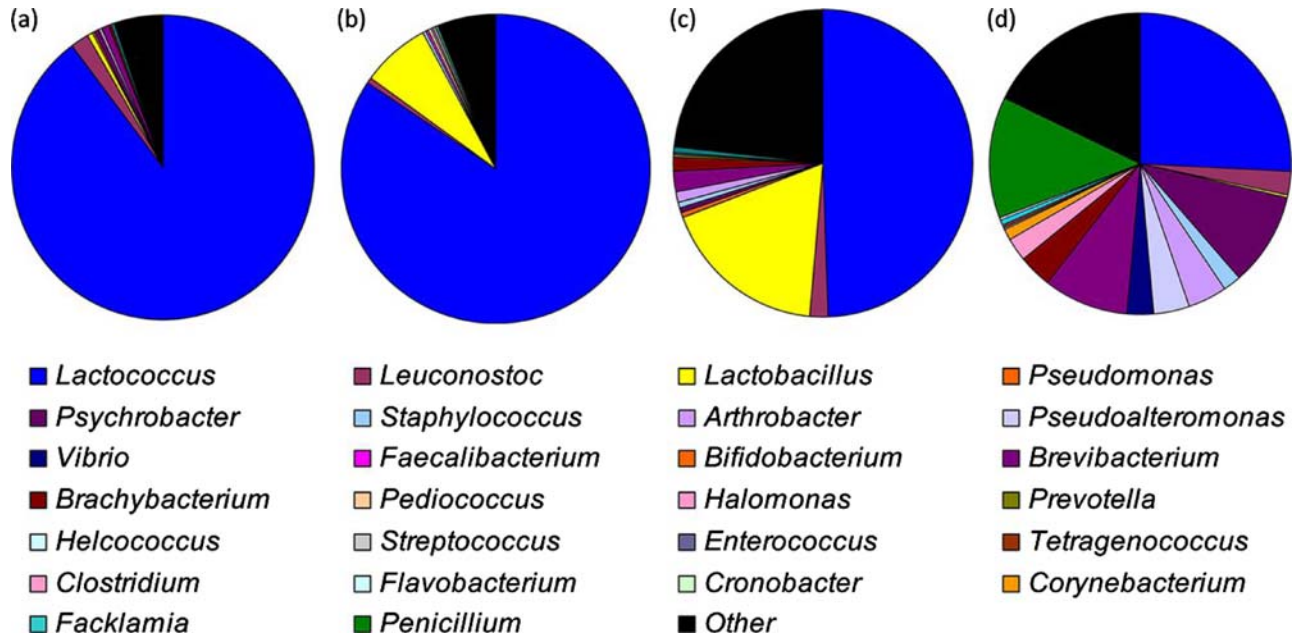 (a) (b) (c) (d)
Lactococcus Leuconostoc Lactobacillus Pseudomonas
Psychrobacter Staphylococcus Arthrobacter Pseudoalteromonas
Vibrio Faecalibacterium Bifidobacterium Brevibacterium
Brachybacterium Pediococcus Halomonas Prevotella
Helcococcus Streptococcus Enterococcus Tetragenococcus
Clostridium Flavobacterium Cronobacter Corynebacterium
Facklamia Penicillium Other